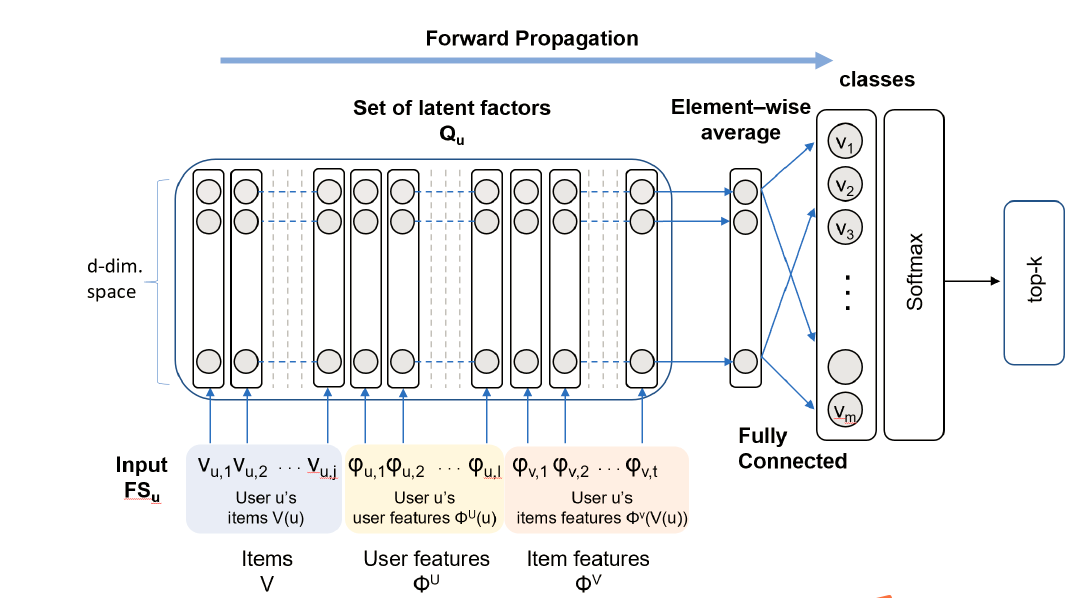 Forward Propagation
classes
Set of latent factors
Qu
Element–wise
average
v1
v2
v3
vm
Softmax
top-k
d-dim.
space
Fully
Connected
Input
FSu
vu,1 vu,2 ... vu,j
User u's
items V(u)
φu,1 φu,2 ... φu,l
User u's
user features Φᵁ(u)
φv,1 φv,2 ... φv,t
User u's
items features Φᵛ(V(u))
Items
V
User features
Φᵁ
Item features
Φⱽ